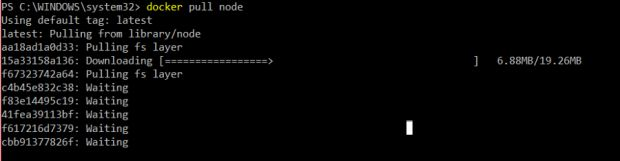 PS C:\WINDOWS\system32> docker pull node
Using default tag: latest
latest: Pulling from library/node
aa18ad1a0d33: Pulling fs layer
15a33158a136: Downloading [=================>                                 ]  6.88MB/19.26MB
f67323742a64: Pulling fs layer
c4b45e832c38: Waiting
f83e14495c19: Waiting
41fea39113bf: Waiting
f617216d7379: Waiting
cbb91377826f: Waiting